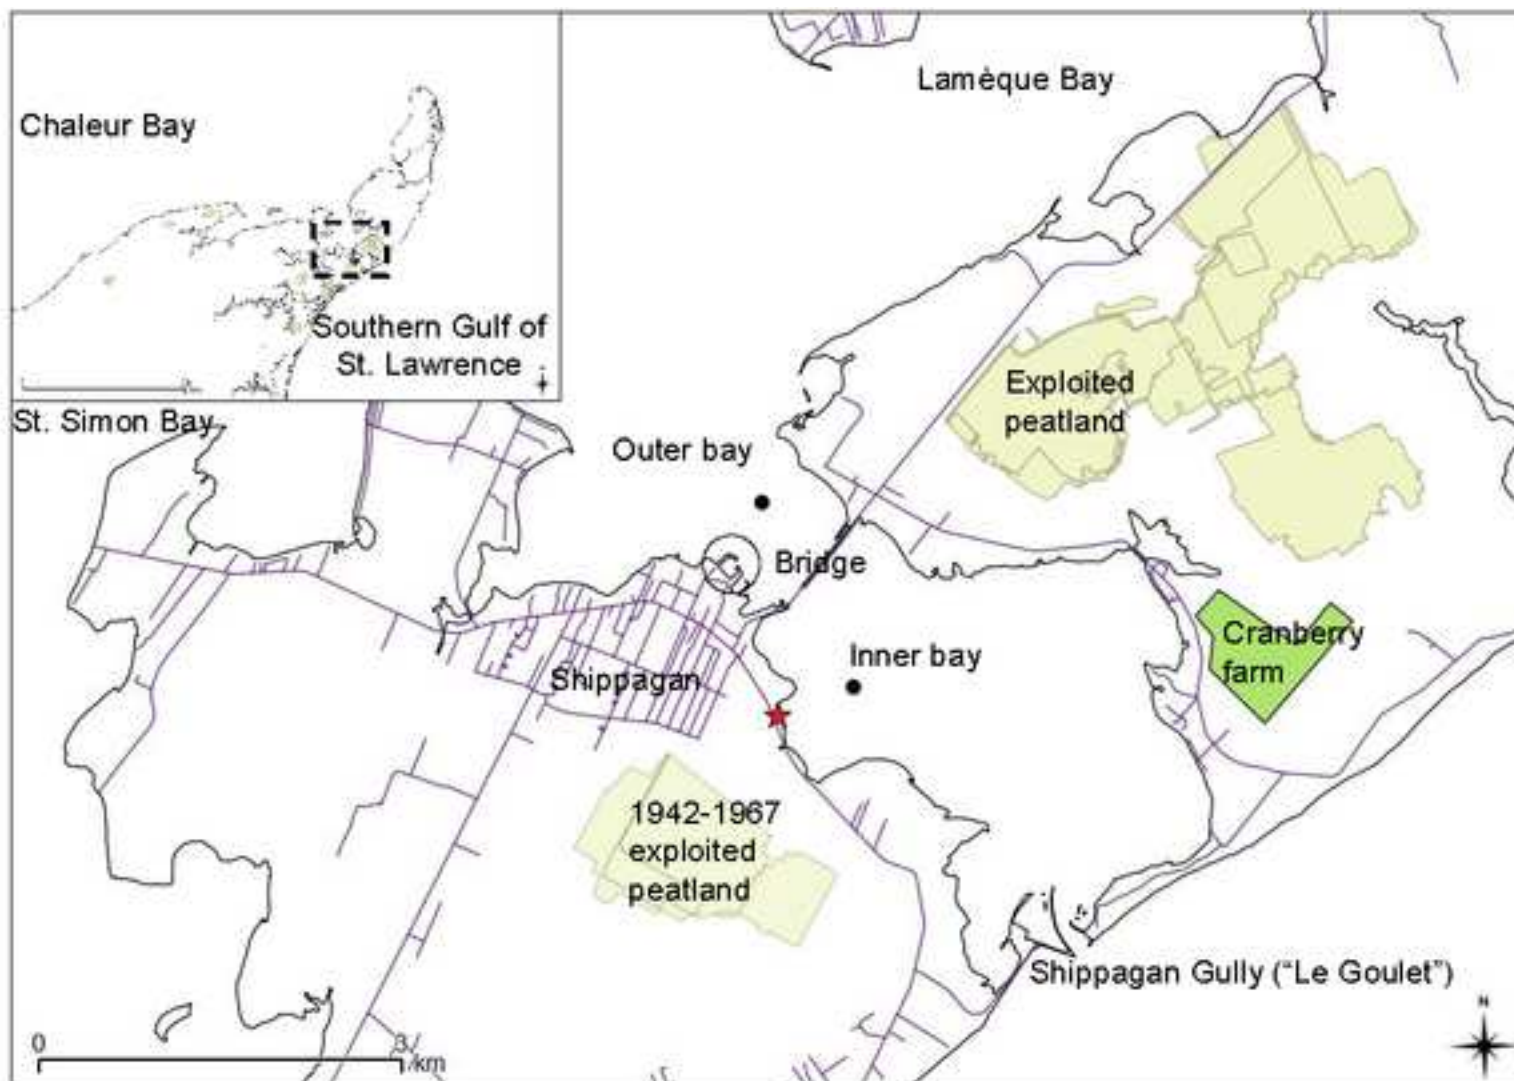 Lamèque Bay
Chaleur Bay
Southern Gulf of
St. Lawrence
St. Simon Bay
Exploited
peatland
Outer bay
Bridge
Cranberry
farm
Inner bay
Shippagan
1942-1967
exploited
peatland
Shippagan Gully ("Le Goulet")
N
0
3
km